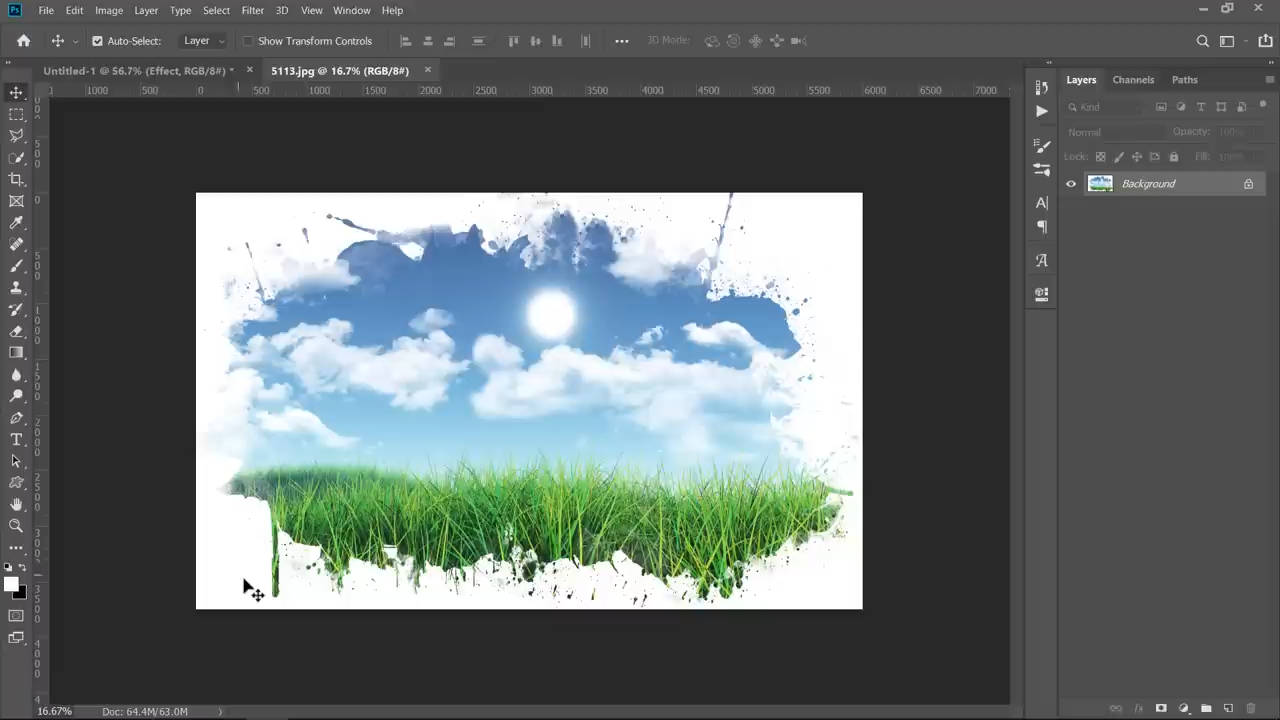 Ps File Edit Image Layer Type Select Filter 3D View Window Help
Auto-Select: Layer Show Transform Controls 3D Mode:
Untitled-1 @ 56.7% (Effect, RGB/8#) * × 5113.jpg @ 16.7% (RGB/8#) ×
1000 500 0 500 1000 1500 2000 2500 3000 3500 4000 4500 5000 5500 6000 6500 7000
Layers Channels Paths
Kind
Normal Opacity: 100%
Lock: Fill: 100%
Background
16.67% Doc: 64.4M/63.0M